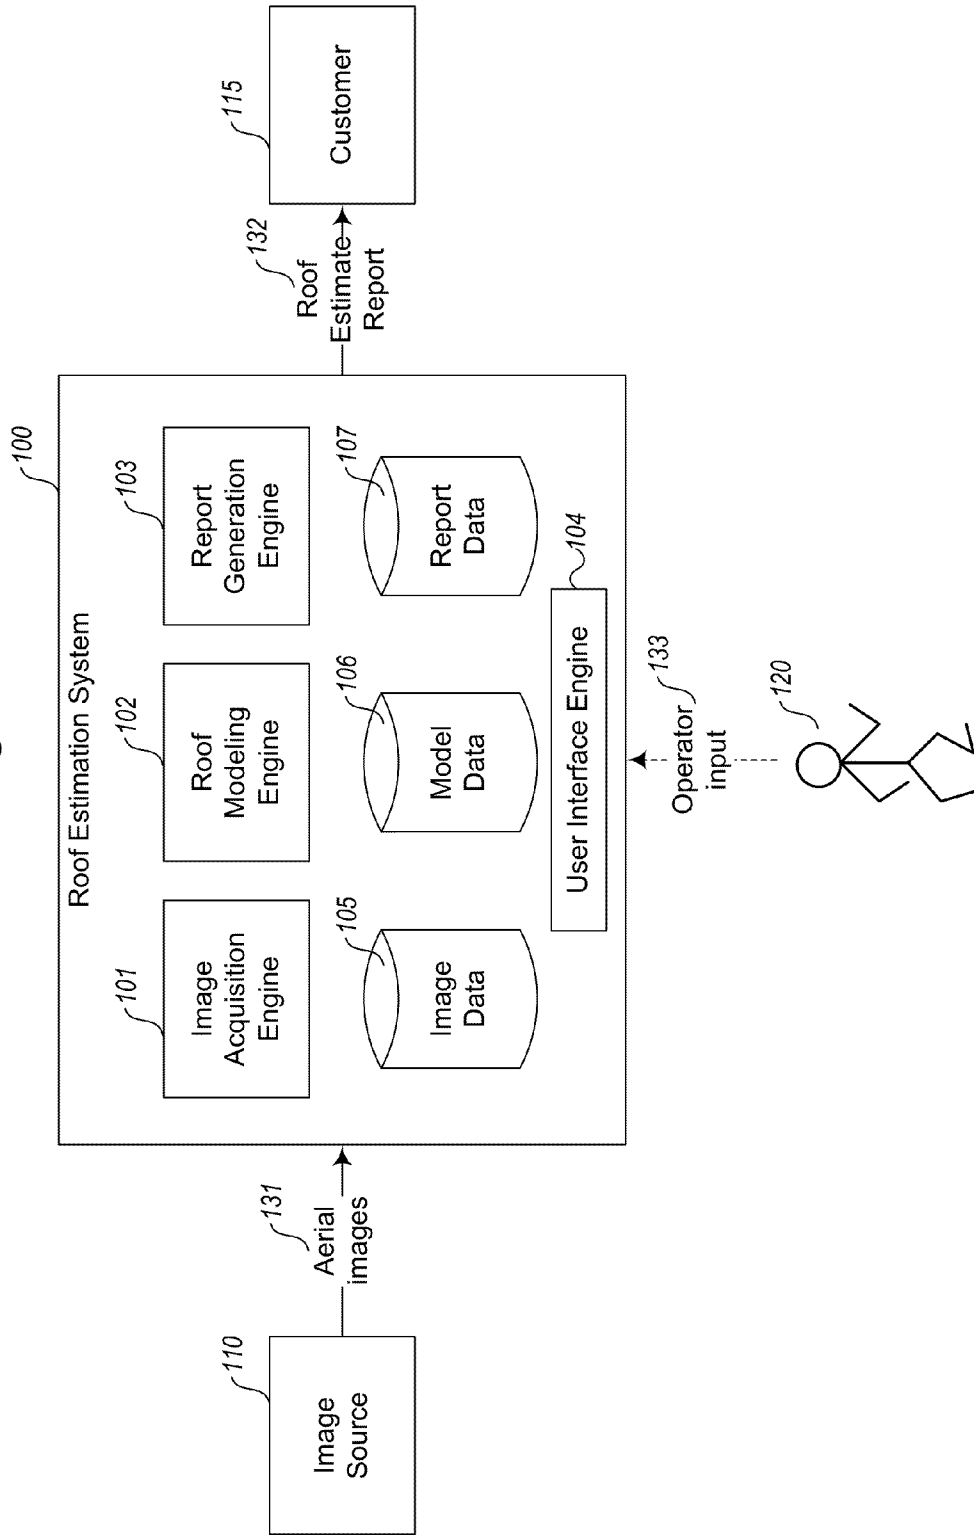 100
Roof Estimation System
101
Image
Acquisition
Engine
102
Roof
Modeling
Engine
103
Report
Generation
Engine
105
Image
Data
106
Model
Data
107
Report
Data
104
User Interface Engine
110
Image
Source
131
Aerial
images
132
Roof
Estimate
Report
115
Customer
133
Operator
input
120